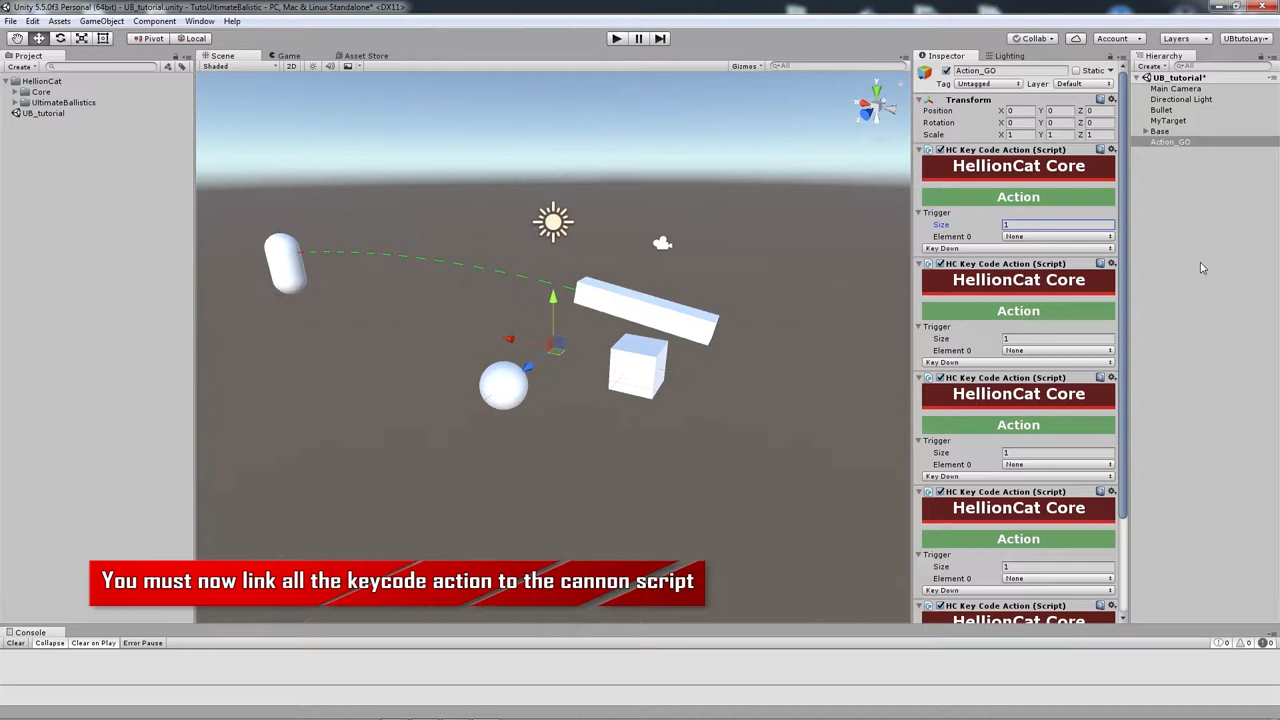 Unity 5.5.0f3 Personal (64bit) - UB_tutorial.unity - TutoUltimateBalistic - PC, Mac & Linux Standalone* <DX11>
File Edit Assets GameObject Component Window Help
Pivot Local Collab Account Layers UBtutoLay
Project
Create
HellionCat
Core
UltimateBallistics
UB_tutorial
Scene Game Asset Store
Shaded 2D Gizmos All
y
x
z
Inspector Lighting
Action_GO Static
Tag Untagged Layer Default
Transform
Position X 0 Y 0 Z 0
Rotation X 0 Y 0 Z 0
Scale X 1 Y 1 Z 1
HC Key Code Action (Script)
HellionCat Core
Action
Trigger
Size 1
Element 0 None
Key Down
HC Key Code Action (Script)
HellionCat Core
Action
Trigger
Size 1
Element 0 None
Key Down
HC Key Code Action (Script)
HellionCat Core
Action
Trigger
Size 1
Element 0 None
Key Down
HC Key Code Action (Script)
HellionCat Core
Action
Trigger
Size 1
Element 0 None
Key Down
HC Key Code Action (Script)
HellionCat Core
Hierarchy
Create All
UB_tutorial*
Main Camera
Directional Light
Bullet
MyTarget
Base
Action_GO
You must now link all the keycode action to the cannon script
Console
Clear Collapse Clear on Play Error Pause 0 0 0